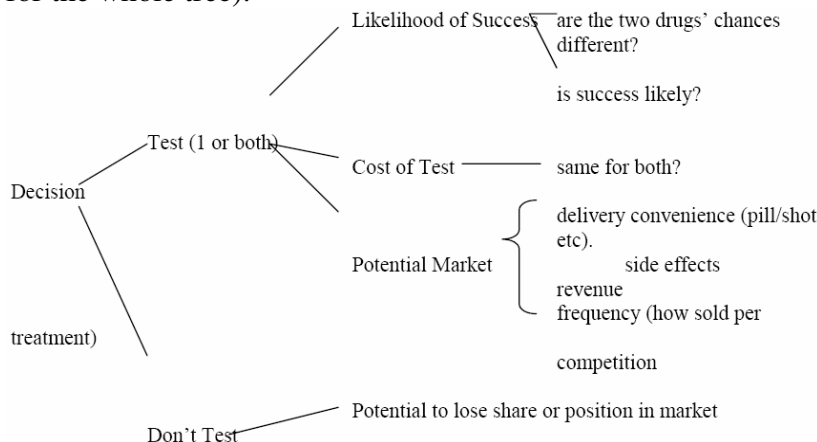 for the whole tree).
Likelihood of Success are the two drugs’ chances
different?
is success likely?
Test (1 or both)
Cost of Test same for both?
Decision
delivery convenience (pill/shot
etc).
Potential Market side effects
revenue
frequency (how sold per
treatment)
competition
Potential to lose share or position in market
Don’t Test